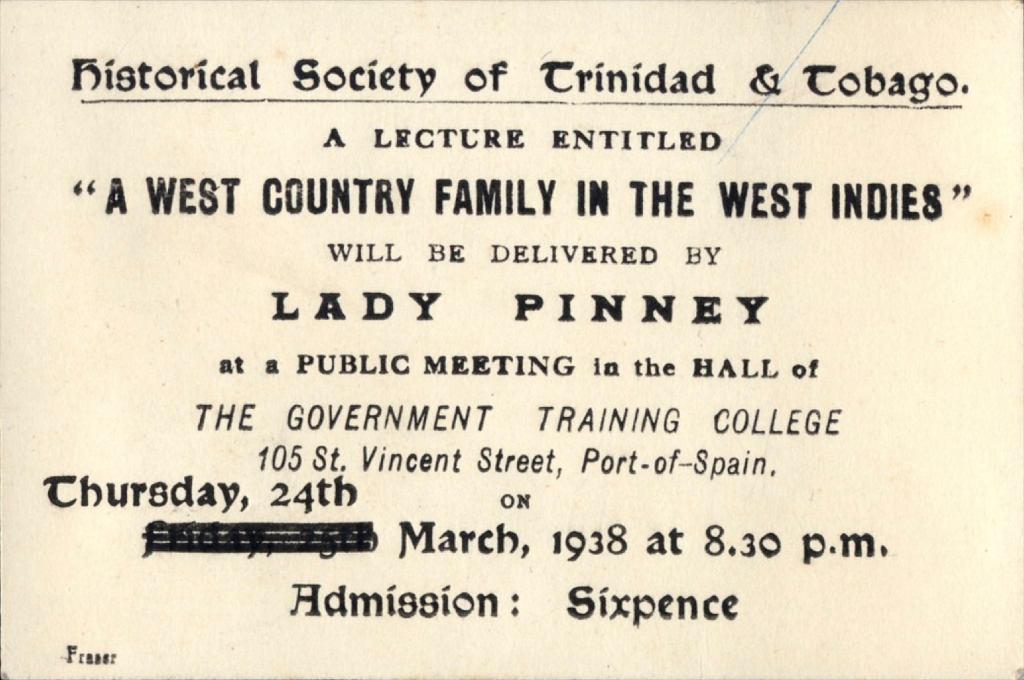 Historical Society of Trinidad & Tobago.
A LECTURE ENTITLED
“A WEST COUNTRY FAMILY IN THE WEST INDIES”
WILL BE DELIVERED BY
LADY PINNEY
at a PUBLIC MEETING in the HALL of
THE GOVERNMENT TRAINING COLLEGE
105 St. Vincent Street, Port-of-Spain,
ON
Thursday, 24th
Friday, 25th March, 1938 at 8.30 p.m.
Admission: Sixpence
Fraser